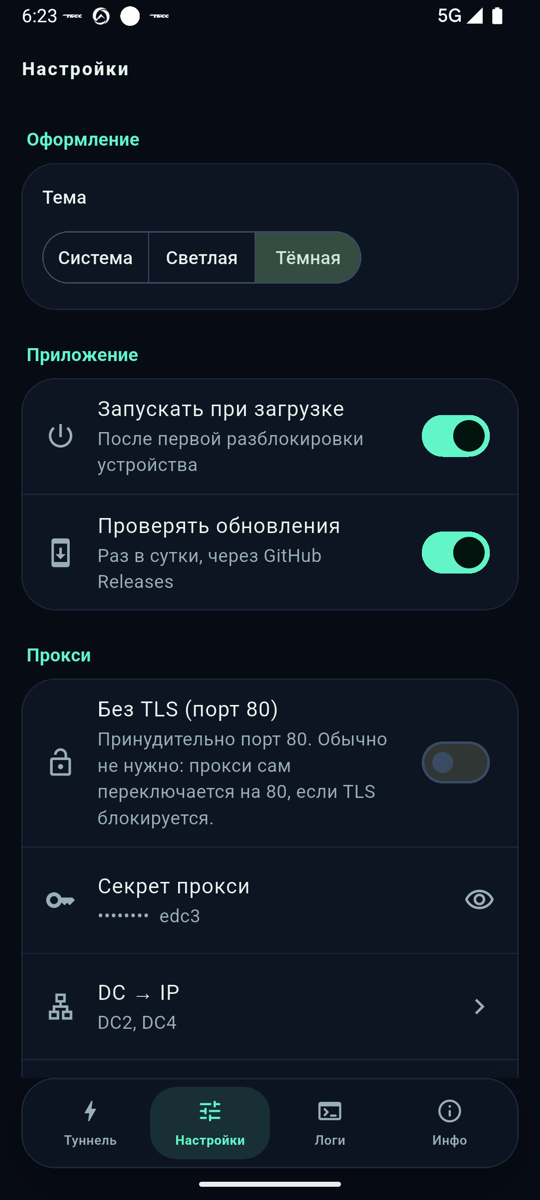 6:23
5G
Настройки
Оформление
Тема
Система Светлая Тёмная
Приложение
Запускать при загрузке
После первой разблокировки
устройства
Проверять обновления
Раз в сутки, через GitHub
Releases
Прокси
Без TLS (порт 80)
Принудительно порт 80. Обычно
не нужно: прокси сам
переключается на 80, если TLS
блокируется.
Секрет прокси
•••••••• edc3
DC → IP
DC2, DC4
Туннель Настройки Логи Инфо